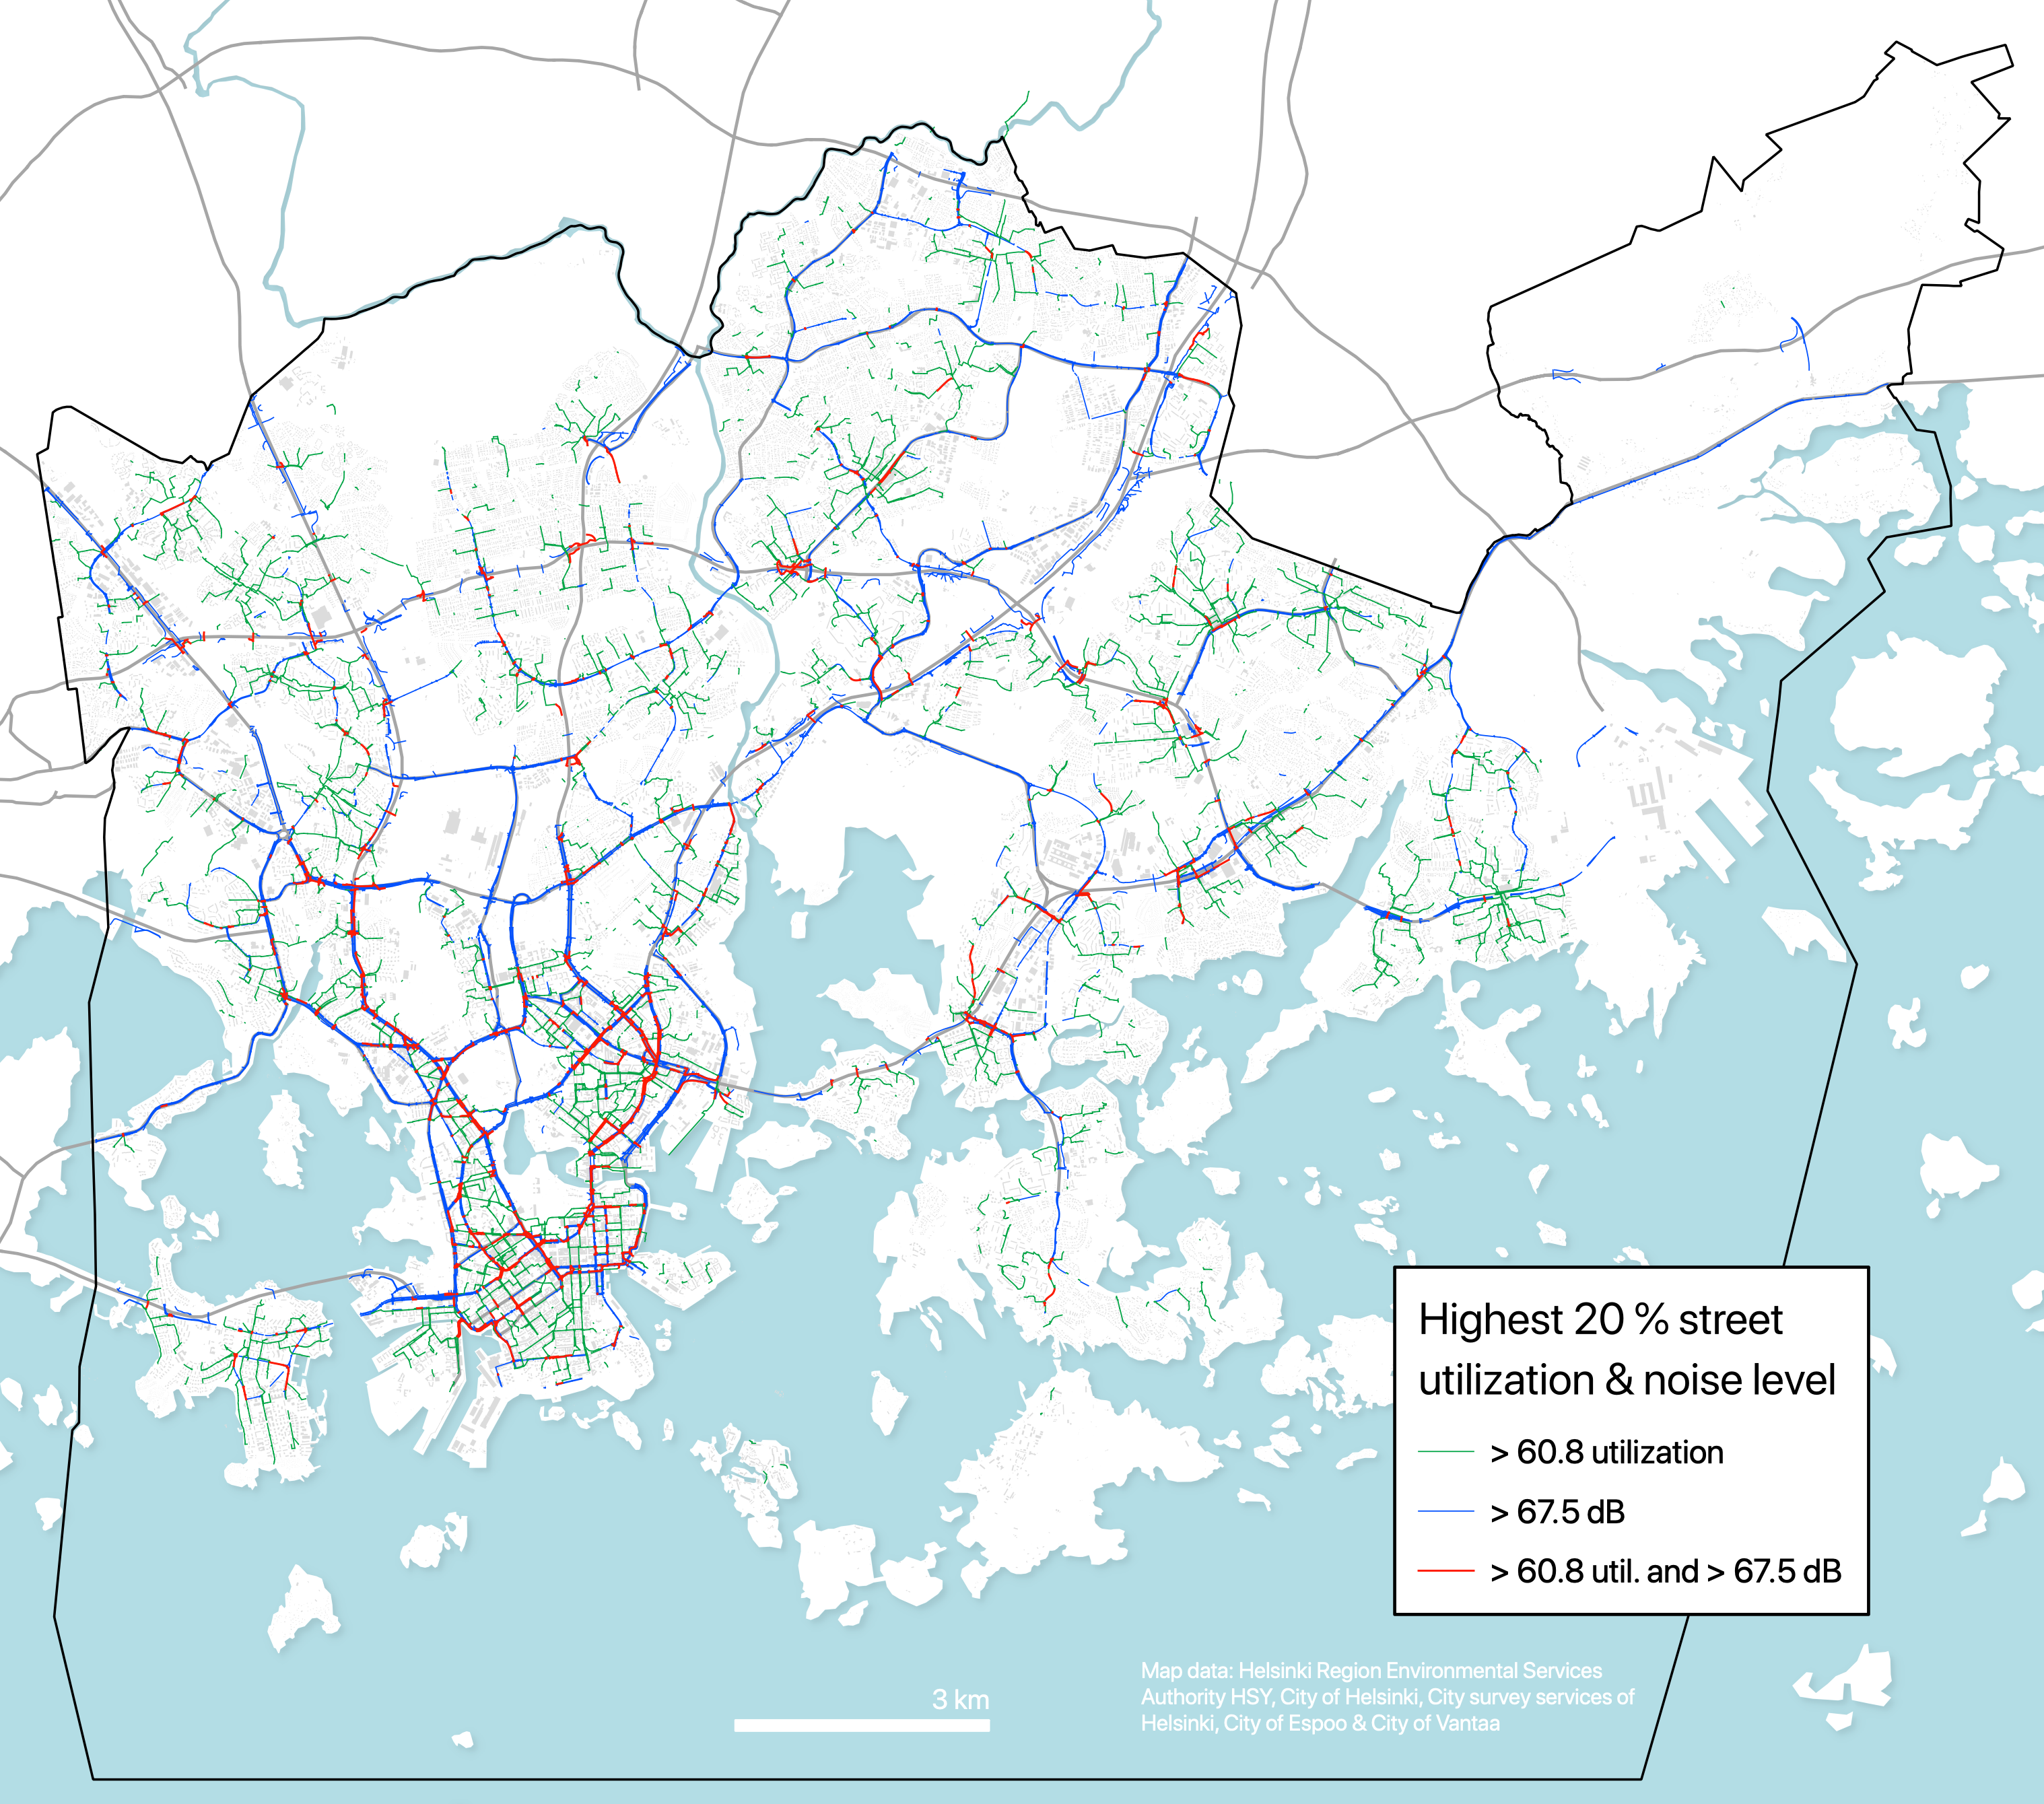 Highest 20 % street
utilization & noise level
> 60.8 utilization
> 67.5 dB
> 60.8 util. and > 67.5 dB
Map data: Helsinki Region Environmental Services
Authority HSY, City of Helsinki, City survey services of
Helsinki, City of Espoo & City of Vantaa
3 km